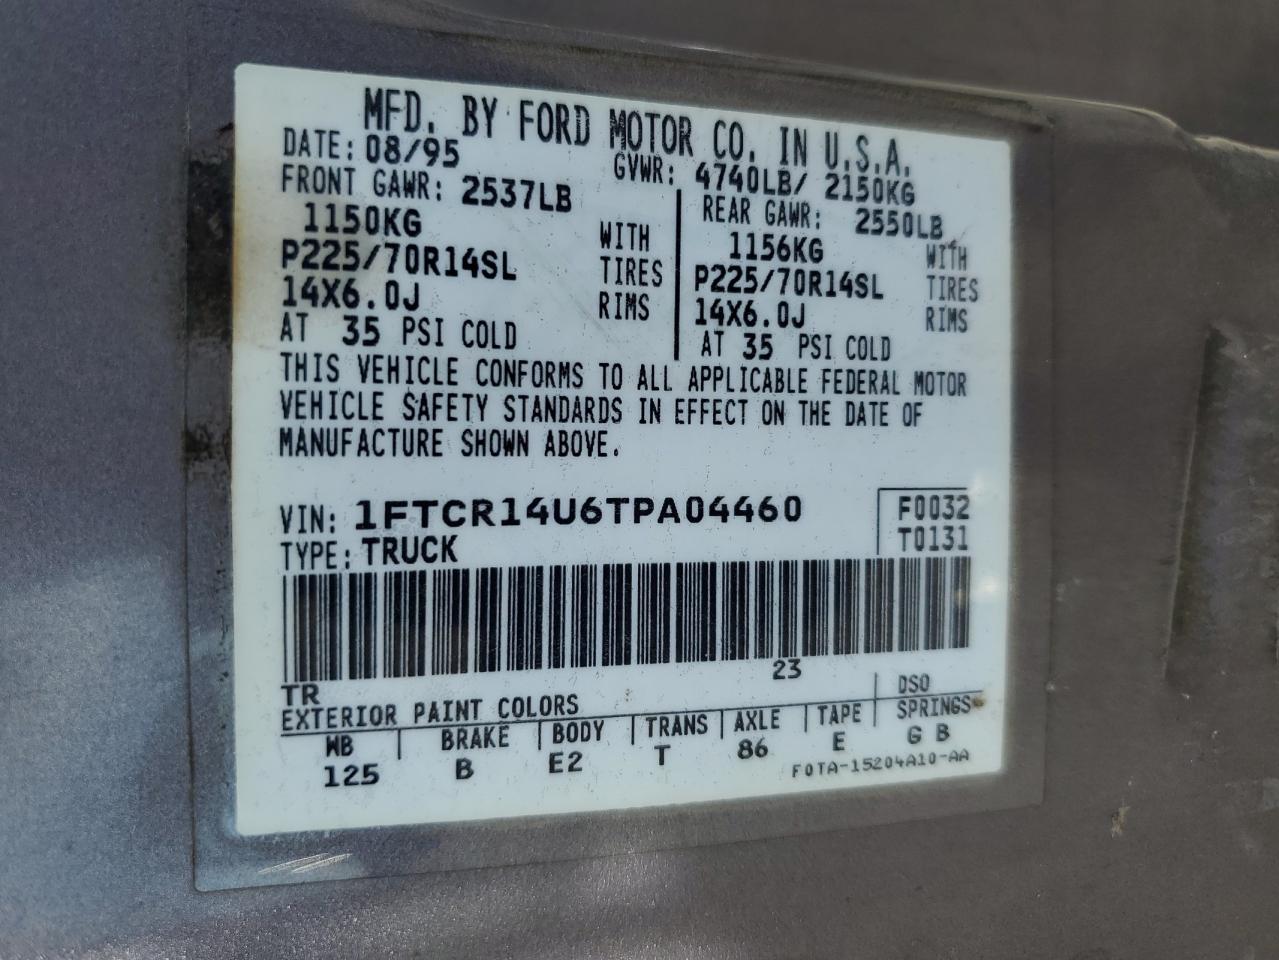 MFD. BY FORD MOTOR CO. IN U.S.A.
DATE: 08/95 GVWR: 4740LB/ 2150KG
FRONT GAWR: 2537LB REAR GAWR: 2550LB
1150KG WITH 1156KG WITH
P225/70R14SL TIRES P225/70R14SL TIRES
14X6.0J RIMS 14X6.0J RIMS
AT 35 PSI COLD AT 35 PSI COLD
THIS VEHICLE CONFORMS TO ALL APPLICABLE FEDERAL MOTOR
VEHICLE SAFETY STANDARDS IN EFFECT ON THE DATE OF
MANUFACTURE SHOWN ABOVE.
VIN: 1FTCR14U6TPA04460 F0032
TYPE: TRUCK T0131
TR 23
EXTERIOR PAINT COLORS DSO
WB BRAKE BODY TRANS AXLE TAPE SPRINGS
125 B E2 T 86 E G B
F0TA-15204A10-AA